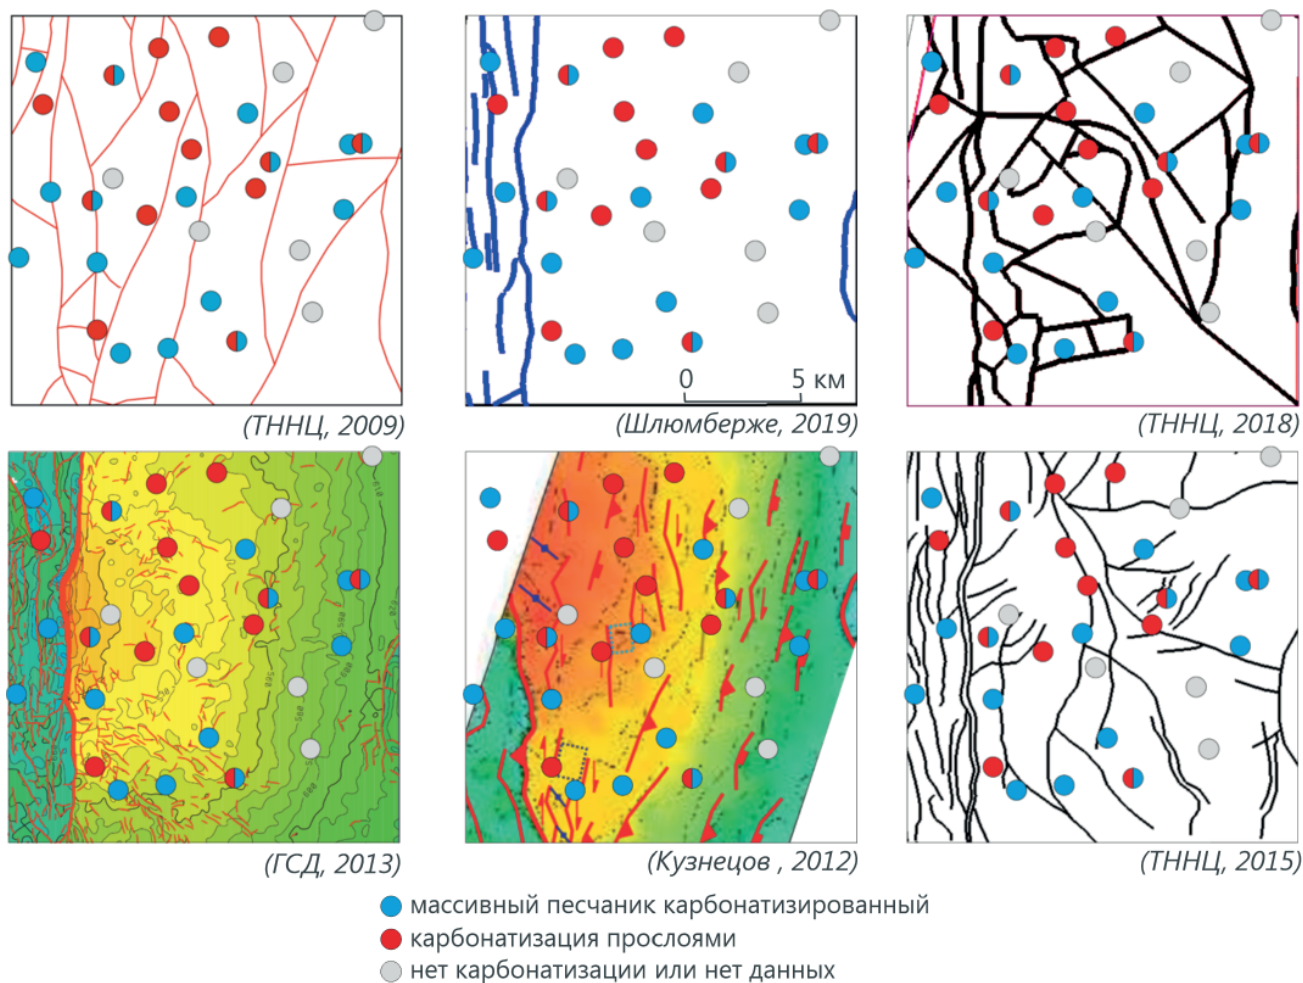 0 5 км
(ТННЦ, 2009)
(Шлюмберже, 2019)
(ТННЦ, 2018)
(ГСД, 2013)
(Кузнецов , 2012)
(ТННЦ, 2015)
массивный песчаник карбонатизированный
карбонатизация прослоями
нет карбонатизации или нет данных